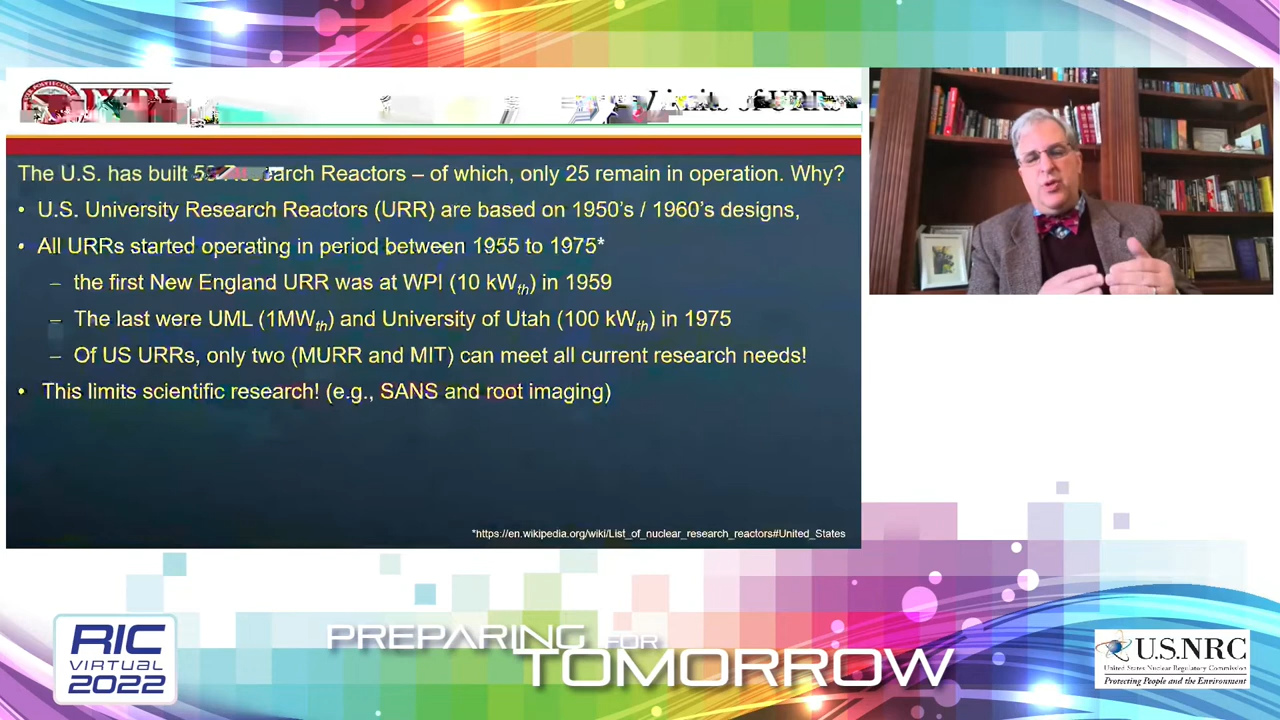 WPI
Limits of URRs
The U.S. has built Research Reactors – of which, only 25 remain in operation. Why?
• U.S. University Research Reactors (URR) are based on 1950's / 1960's designs,
• All URRs started operating in period between 1955 to 1975*
– the first New England URR was at WPI (10 kWth) in 1959
– The last were UML (1MWth) and University of Utah (100 kWth) in 1975
– Of US URRs, only two (MURR and MIT) can meet all current research needs!
• This limits scientific research! (e.g., SANS and root imaging)
*https://en.wikipedia.org/wiki/List_of_nuclear_research_reactors#United_States
RIC
VIRTUAL
2022
PREPARING FOR
TOMORROW
U.S.NRC
United States Nuclear Regulatory Commission
Protecting People and the Environment